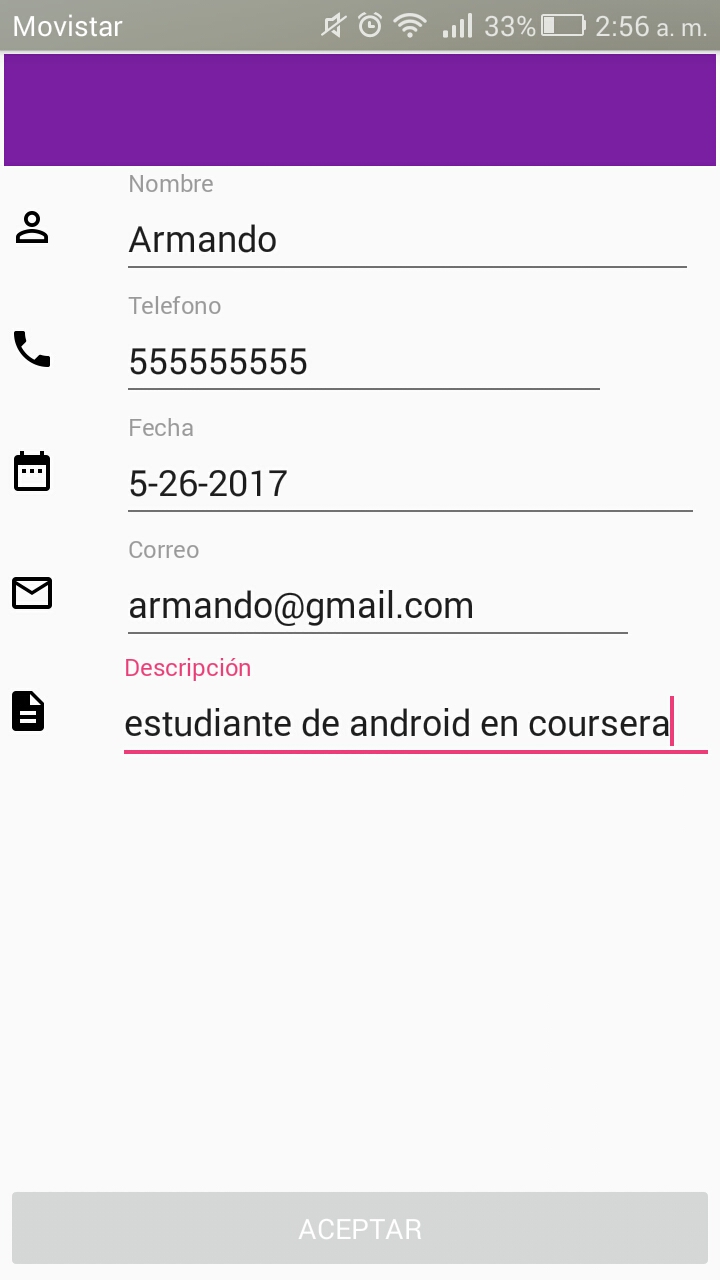 Movistar 33% 2:56 a. m.
Nombre
Armando
Telefono
555555555
Fecha
5-26-2017
Correo
armando@gmail.com
Descripción
estudiante de android en coursera
ACEPTAR